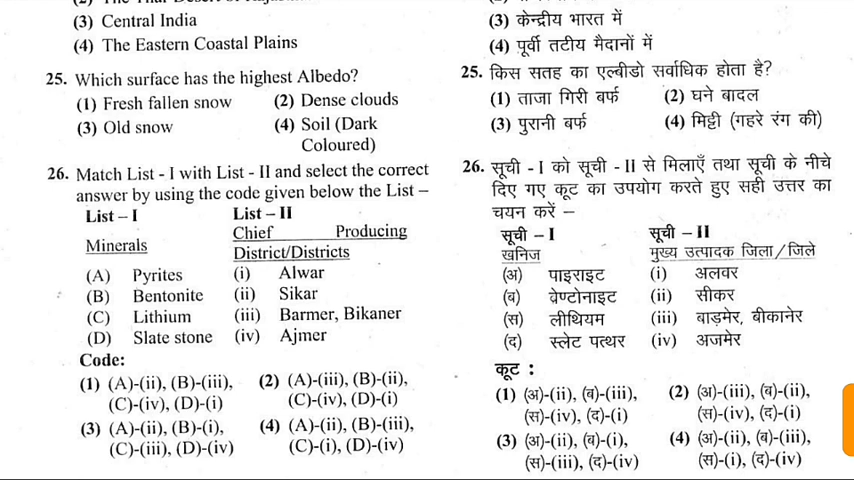 (3) Central India
(4) The Eastern Coastal Plains
25. Which surface has the highest Albedo?
(1) Fresh fallen snow (2) Dense clouds
(3) Old snow (4) Soil (Dark
Coloured)
26. Match List - I with List - II and select the correct
answer by using the code given below the List –
List – I List – II
Chief Producing
Minerals District/Districts
(A) Pyrites (i) Alwar
(B) Bentonite (ii) Sikar
(C) Lithium (iii) Barmer, Bikaner
(D) Slate stone (iv) Ajmer
Code:
(1) (A)-(ii), (B)-(iii), (2) (A)-(iii), (B)-(ii),
(C)-(iv), (D)-(i) (C)-(iv), (D)-(i)
(3) (A)-(ii), (B)-(i), (4) (A)-(ii), (B)-(iii),
(C)-(iii), (D)-(iv) (C)-(i), (D)-(iv)
(3) केन्द्रीय भारत में
(4) पूर्वी तटीय मैदानों में
25. किस सतह का एल्बीडो सर्वाधिक होता है?
(1) ताजा गिरी बर्फ (2) घने बादल
(3) पुरानी बर्फ (4) मिट्टी (गहरे रंग की)
26. सूची - I को सूची - II से मिलाएँ तथा सूची के नीचे
दिए गए कूट का उपयोग करते हुए सही उत्तर का
चयन करें –
सूची – I सूची – II
खनिज मुख्य उत्पादक जिला/जिले
(अ) पाइराइट (i) अलवर
(ब) बेण्टोनाइट (ii) सीकर
(स) लीथियम (iii) बाड़मेर, बीकानेर
(द) स्लेट पत्थर (iv) अजमेर
कूट :
(1) (अ)-(ii), (ब)-(iii), (2) (अ)-(iii), (ब)-(ii),
(स)-(iv), (द)-(i) (स)-(iv), (द)-(i)
(3) (अ)-(ii), (ब)-(i), (4) (अ)-(ii), (ब)-(iii),
(स)-(iii), (द)-(iv) (स)-(i), (द)-(iv)